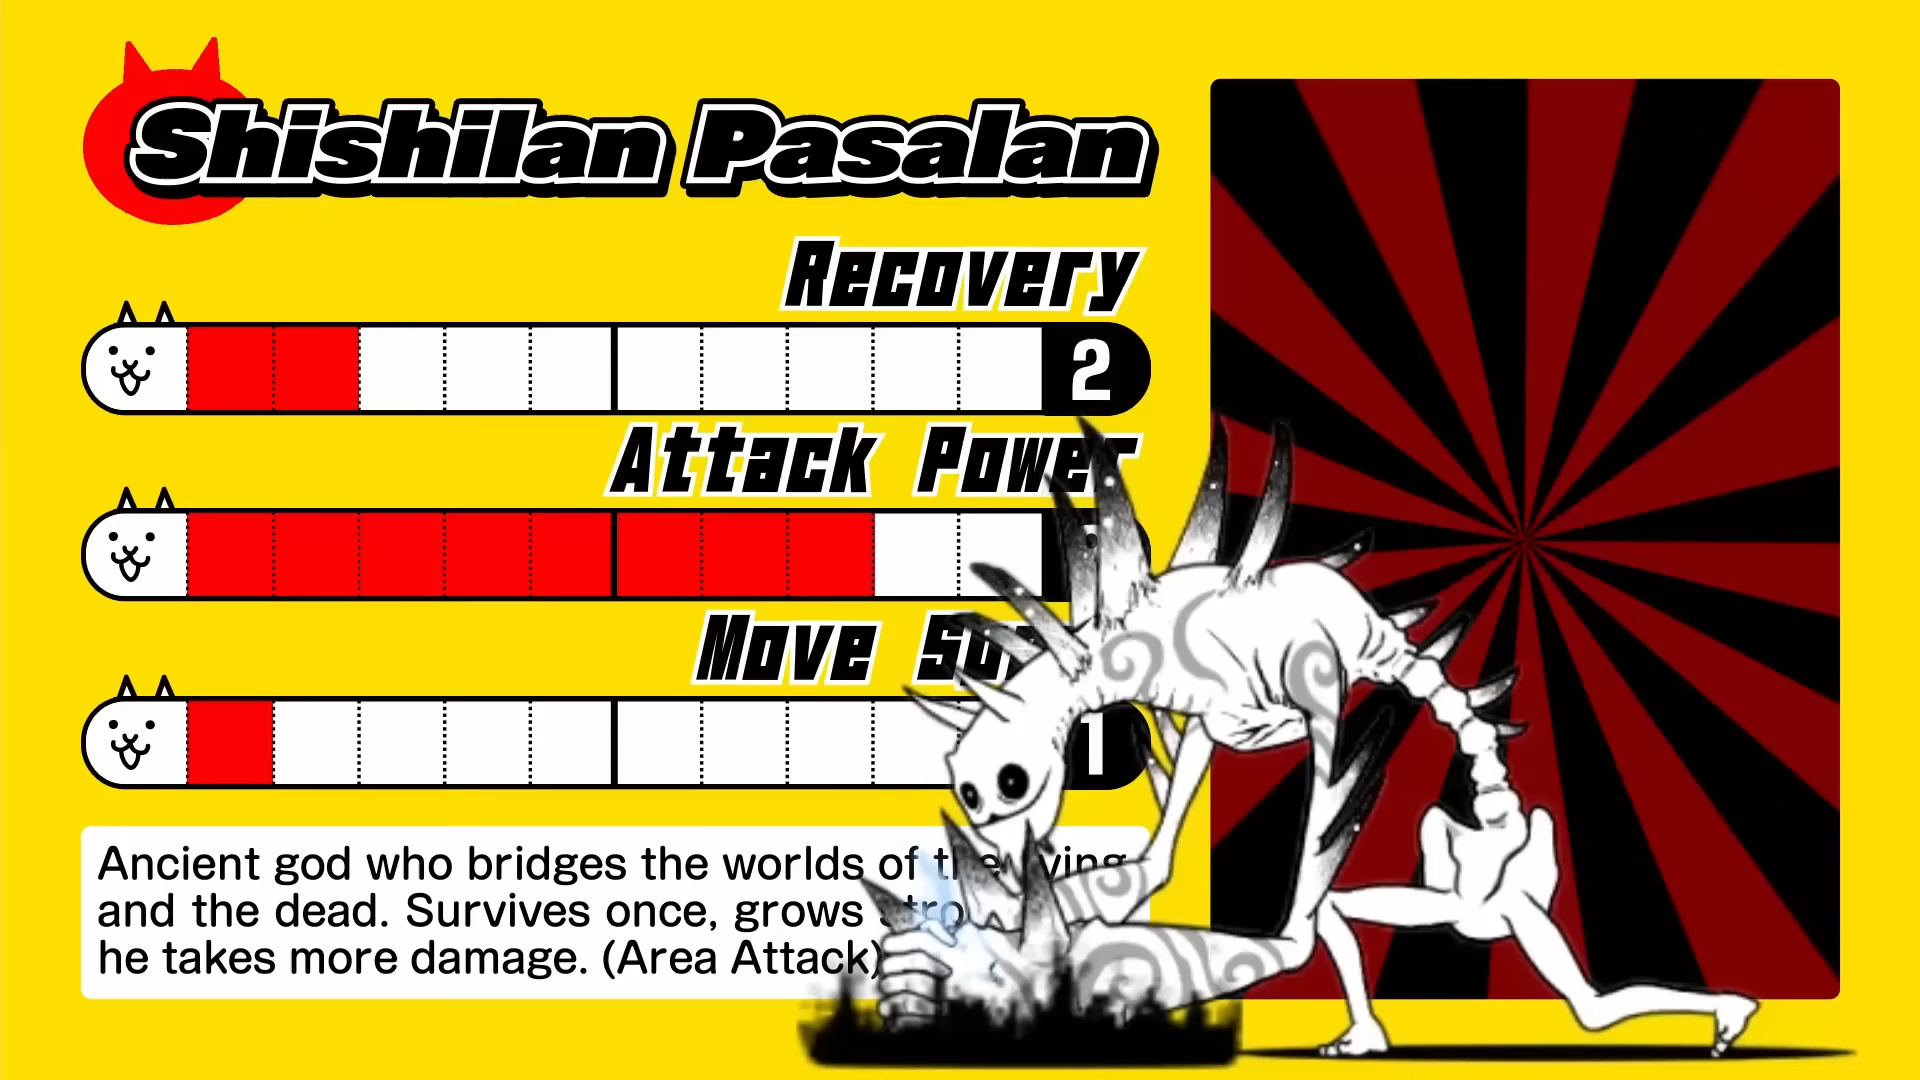 Shishilan Pasalan
Recovery
2
Attack Power
Move
1
Ancient god who bridges the worlds of the
and the dead. Survives once, grows
he takes more damage. (Area Attack)